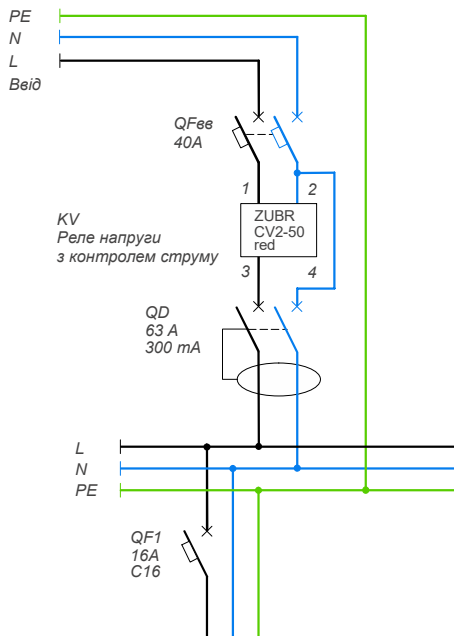 PE
N
L
Ввід
QFвв
40А
1
2
KV
Реле напруги
з контролем струму
ZUBR
CV2-50
red
3
4
QD
63 А
300 mA
L
N
PE
QF1
16А
C16